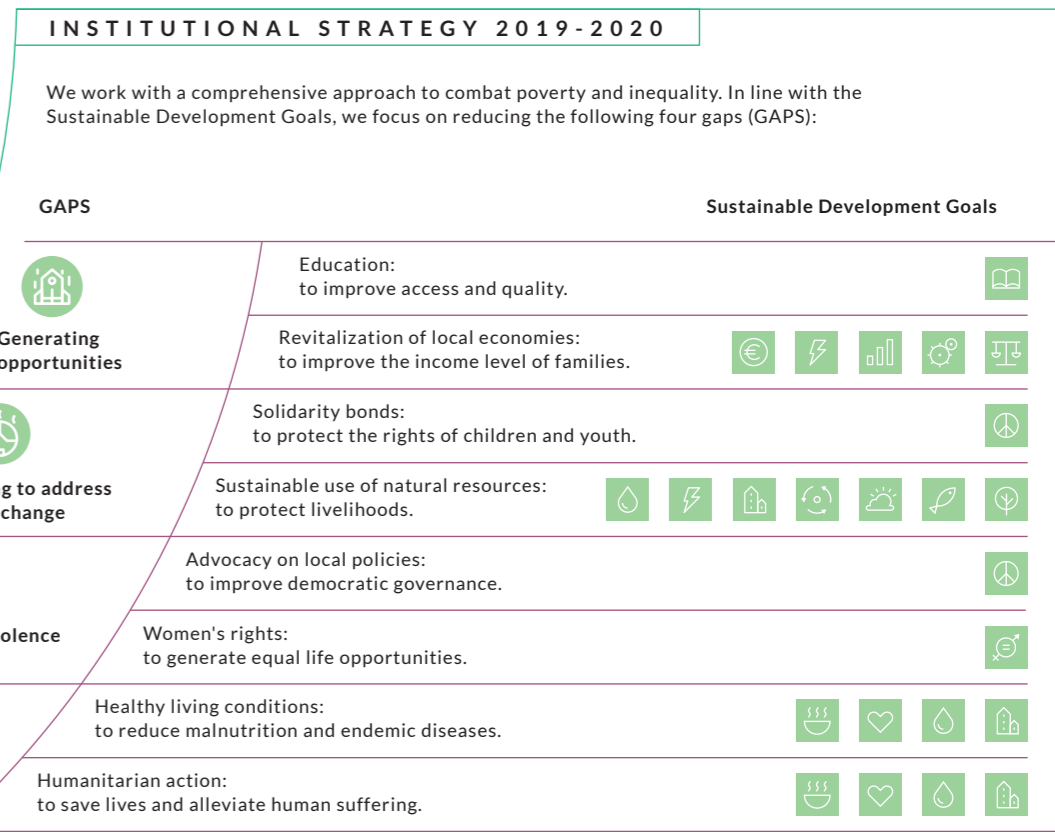 INSTITUTIONAL STRATEGY 2019-2020
We work with a comprehensive approach to combat poverty and inequality. In line with the
Sustainable Development Goals, we focus on reducing the following four gaps (GAPS):
GAPS
Sustainable Development Goals
Generating
opportunities
Education:
to improve access and quality.
Revitalization of local economies:
to improve the income level of families.
to address
change
Solidarity bonds:
to protect the rights of children and youth.
Sustainable use of natural resources:
to protect livelihoods.
Advocacy on local policies:
to improve democratic governance.
Women's rights:
to generate equal life opportunities.
Healthy living conditions:
to reduce malnutrition and endemic diseases.
Humanitarian action:
to save lives and alleviate human suffering.